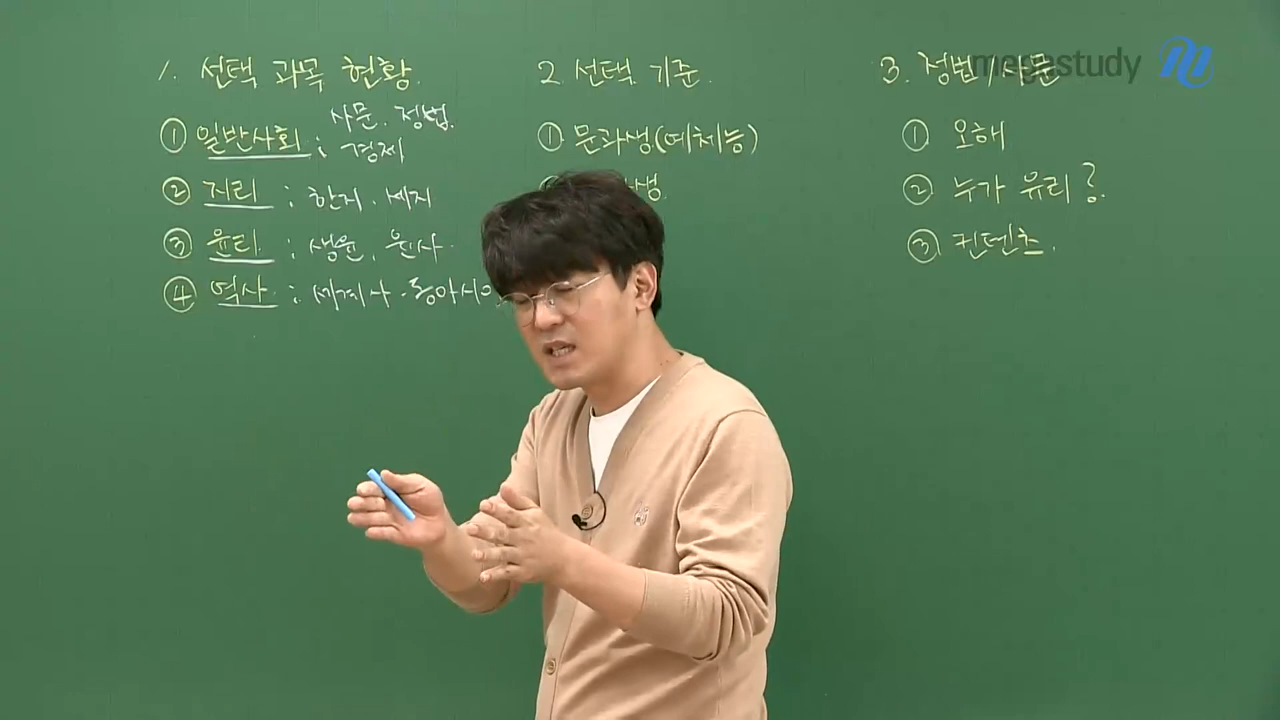 1. 선택 과목 현황.
① 일반사회 : 사문. 정법. 경제
② 지리 : 한지. 세지
③ 윤리. : 생윤. 윤사.
④ 역사. : 세계사. 동아시아
2. 선택 기준.
① 문과생(예체능)
생.
3. 정법/사문
① 오해
② 누가 유리?
③ 컨텐츠.
megastudy